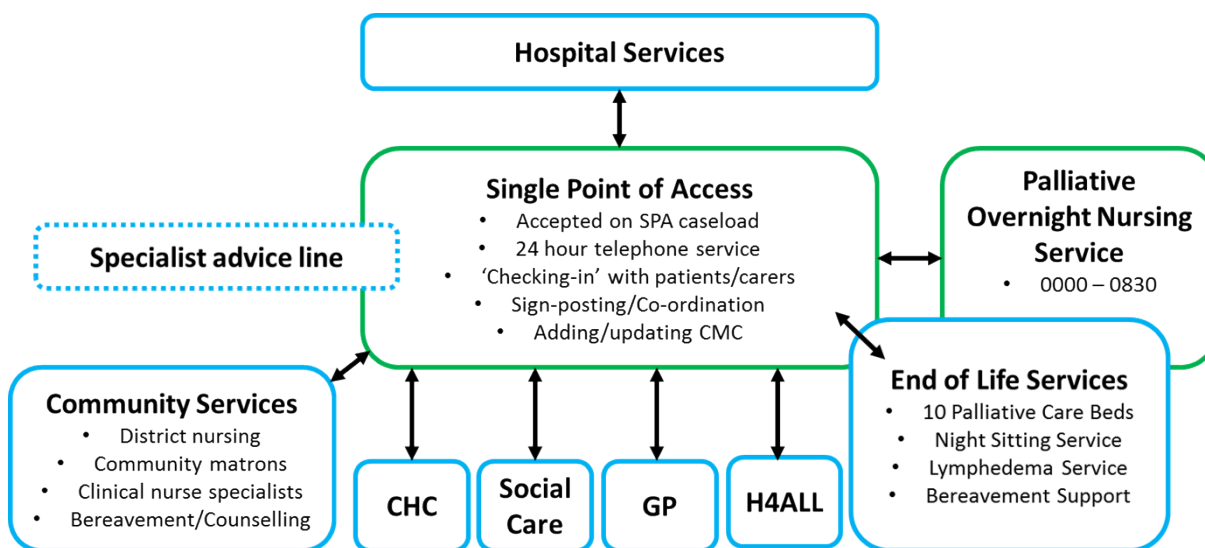 Hospital Services
Single Point of Access
• Accepted on SPA caseload
• 24 hour telephone service
• ‘Checking-in’ with patients/carers
• Sign-posting/Co-ordination
• Adding/updating CMC
Palliative
Overnight Nursing
Service
• 0000 – 0830
Specialist advice line
Community Services
• District nursing
• Community matrons
• Clinical nurse specialists
• Bereavement/Counselling
CHC
Social
Care
GP
H4ALL
End of Life Services
• 10 Palliative Care Beds
• Night Sitting Service
• Lymphedema Service
• Bereavement Support